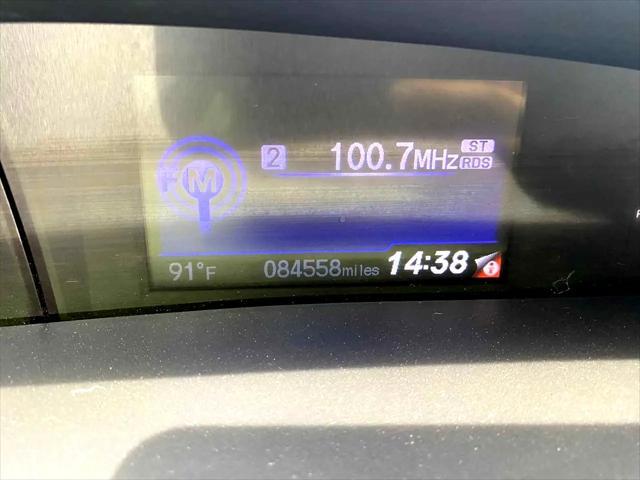 2 100.7MHz ST
RDS
FM
91°F 084558miles 14:38 i